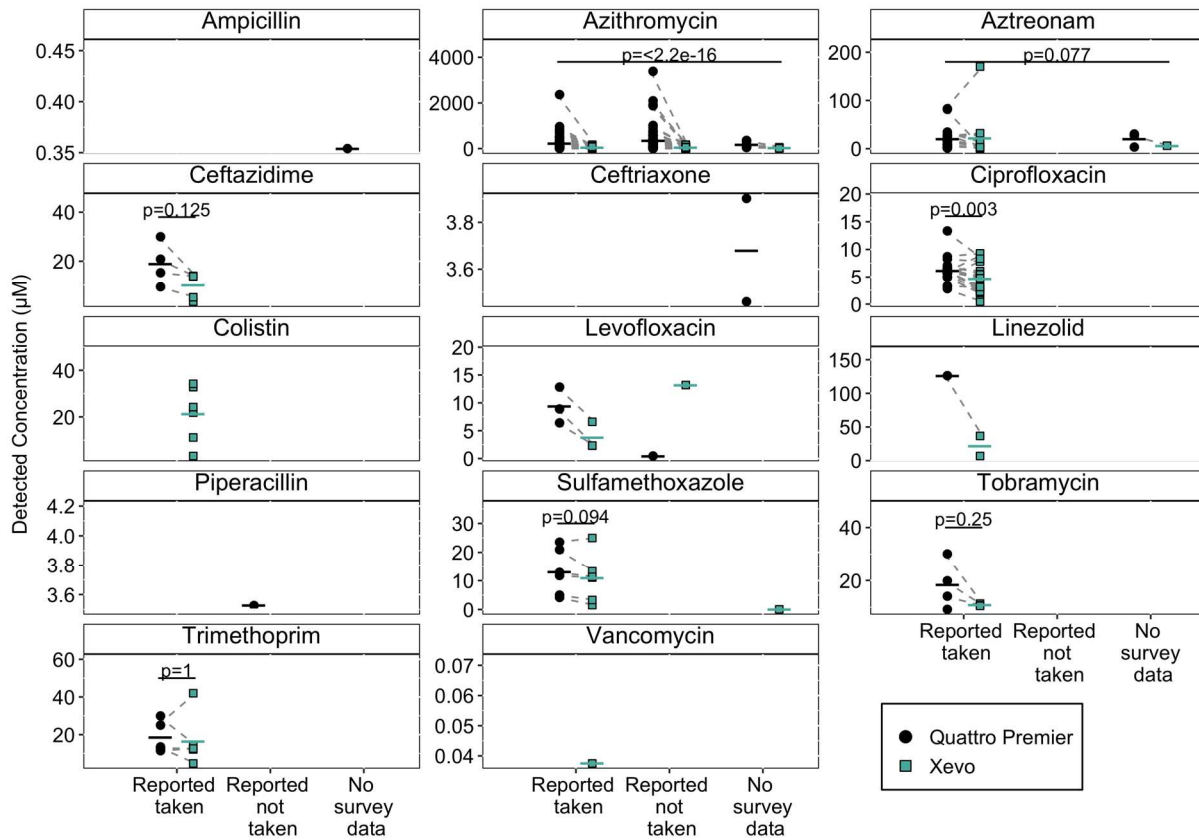 Ampicillin
Azithromycin
Aztreonam
0.45
0.40
0.35
4000
2000
0
p=<2.2e-16
200
100
0
p=0.077
Ceftazidime
Ceftriaxone
Ciprofloxacin
40
20
p=0.125
3.8
3.6
20
15
10
5
0
p=0.003
Colistin
Levofloxacin
Linezolid
40
20
20
15
10
5
0
150
100
50
0
Piperacillin
Sulfamethoxazole
Tobramycin
4.2
4.0
3.8
3.6
30
20
10
0
p=0.094
40
20
p=0.25
Trimethoprim
Vancomycin
60
40
20
p=1
0.07
0.06
0.05
0.04
Reported
taken
Reported
not
taken
No
survey
data
Reported
taken
Reported
not
taken
No
survey
data
Reported
taken
Reported
not
taken
No
survey
data
Detected Concentration (µM)
Quattro Premier
Xevo